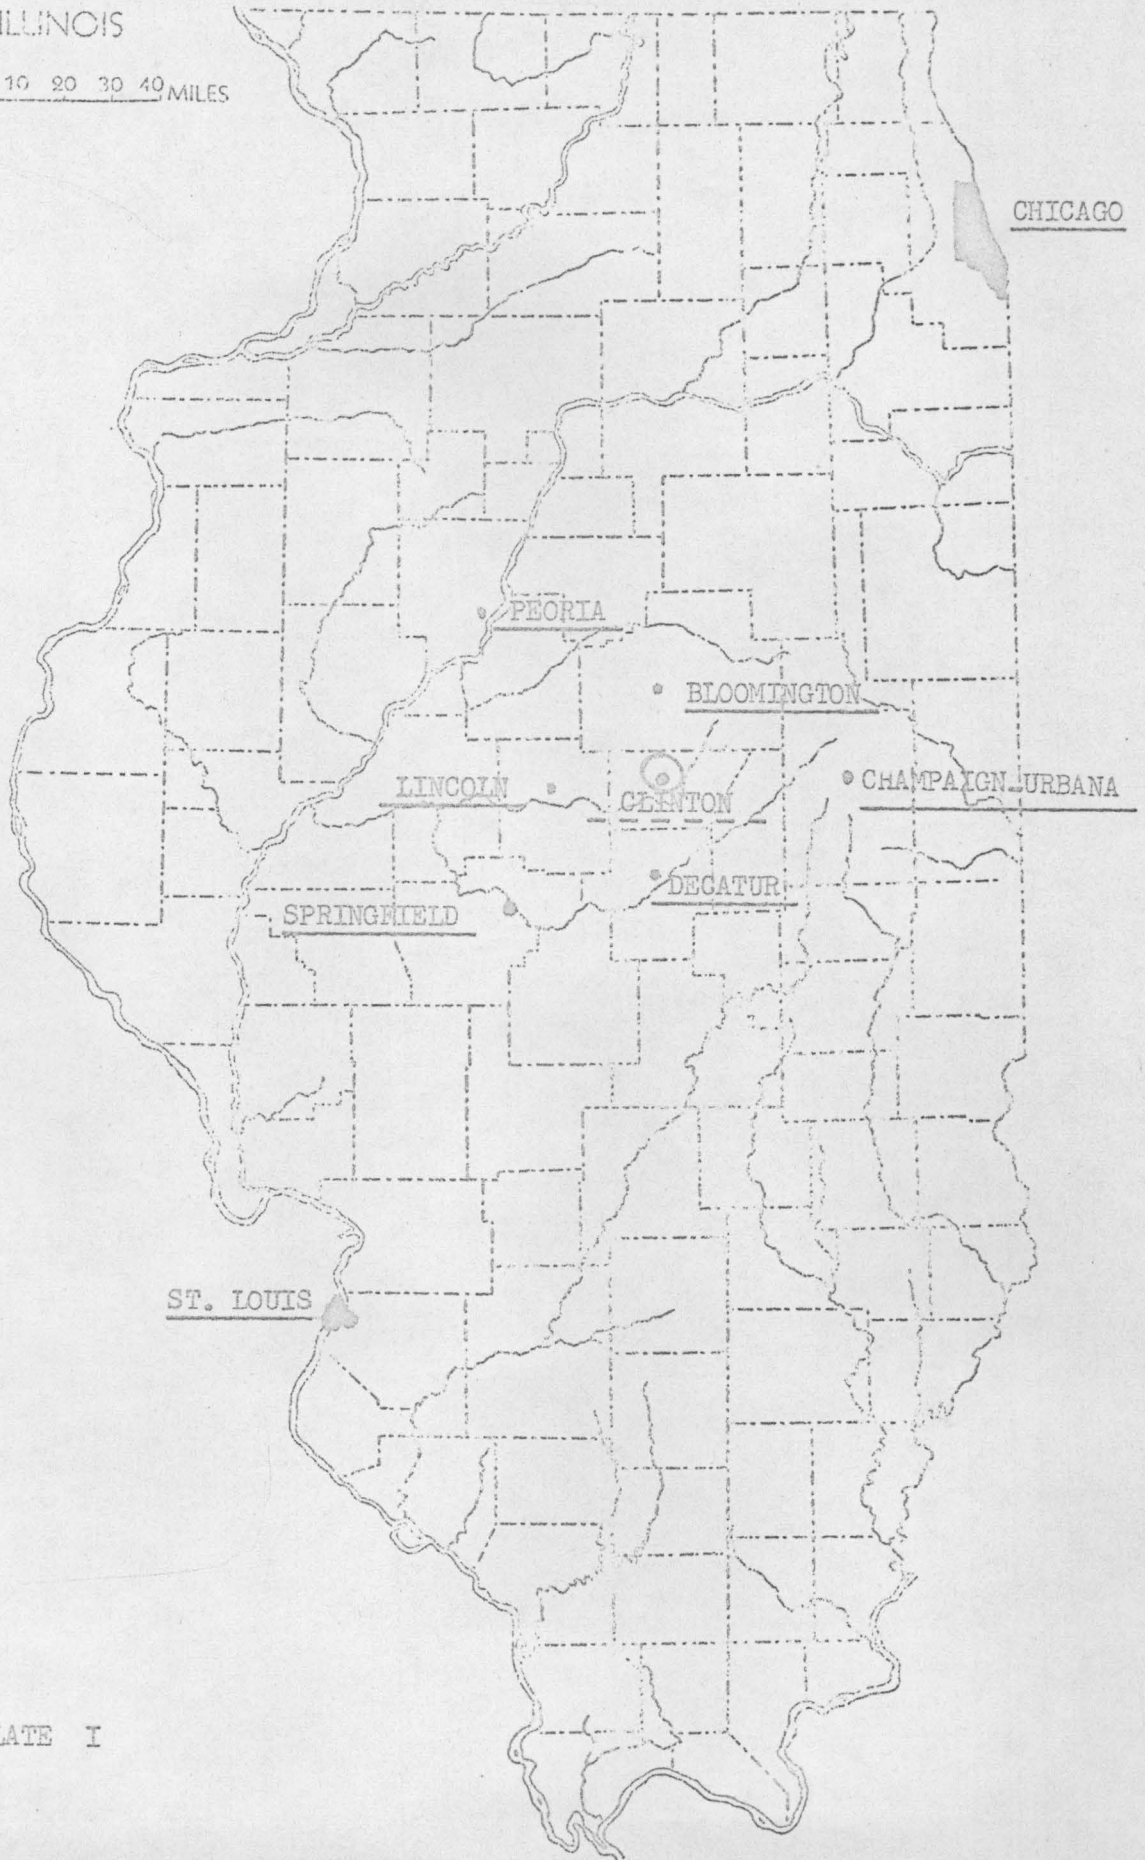 ILLINOIS
10 20 30 40 MILES
CHICAGO
PEORIA
BLOOMINGTON
LINCOLN
CLINTON
CHAMPAIGN-URBANA
DECATUR
SPRINGFIELD
ST. LOUIS
LATE I